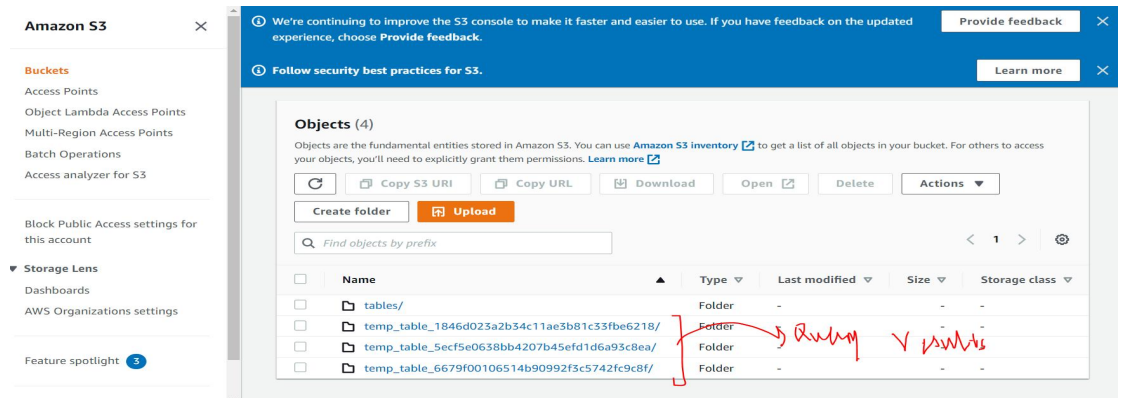 Amazon S3
Buckets
Access Points
Object Lambda Access Points
Multi-Region Access Points
Batch Operations
Access analyzer for S3
Block Public Access settings for
this account
Storage Lens
Dashboards
AWS Organizations settings
Feature spotlight 3
We're continuing to improve the S3 console to make it faster and easier to use. If you have feedback on the updated
experience, choose Provide feedback.
Provide feedback
Follow security best practices for S3.
Learn more
Objects (4)
Objects are the fundamental entities stored in Amazon S3. You can use Amazon S3 inventory to get a list of all objects in your bucket. For others to access
your objects, you'll need to explicitly grant them permissions. Learn more
Copy S3 URI Copy URL Download Open Delete Actions
Create folder Upload
Find objects by prefix
< 1 >
Name Type Last modified Size Storage class
tables/ Folder - - -
temp_table_1846d023a2b34c11ae3b81c33fbe6218/ Folder - - -
temp_table_5ecf5e0638bb4207b45efd1d6a93c8ea/ Folder - - -
temp_table_6679f00106514b90992f3c5742fc9c8f/ Folder - - -
Query results